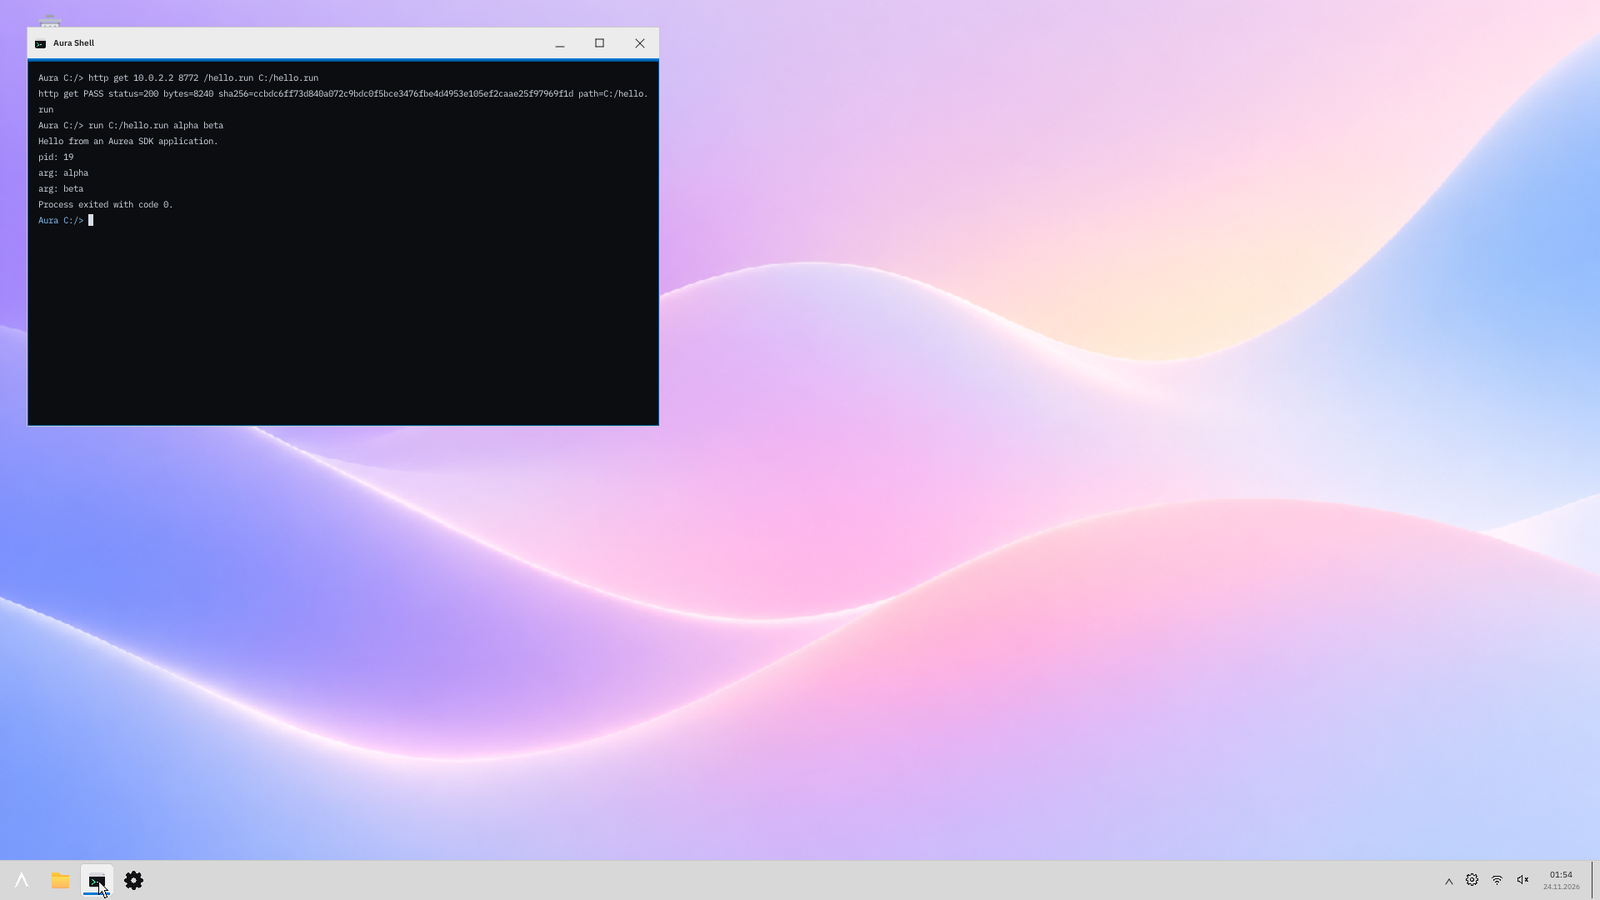 Aura Shell
Aura C:/> http get 10.0.2.2 8772 /hello.run C:/hello.run
http get PASS status=200 bytes=8240 sha256=ccbdc6ff73d840a072c9bdc0f5bce3476fbe4d4953e105ef2caae25f97969f1d path=C:/hello.
run
Aura C:/> run C:/hello.run alpha beta
Hello from an Aurea SDK application.
pid: 19
arg: alpha
arg: beta
Process exited with code 0.
Aura C:/>
01:54
24.11.2026